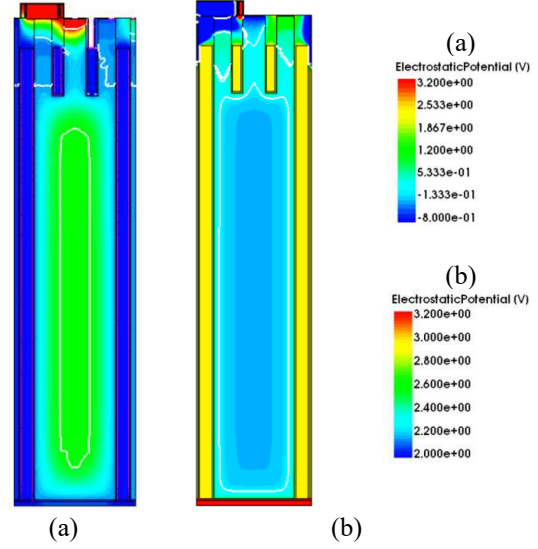 (a)
ElectrostaticPotential (V)
3.200e+00
2.533e+00
1.867e+00
1.200e+00
5.333e-01
-1.333e-01
-8.000e-01
(b)
ElectrostaticPotential (V)
3.200e+00
3.000e+00
2.800e+00
2.600e+00
2.400e+00
2.200e+00
2.000e+00
(a)
(b)